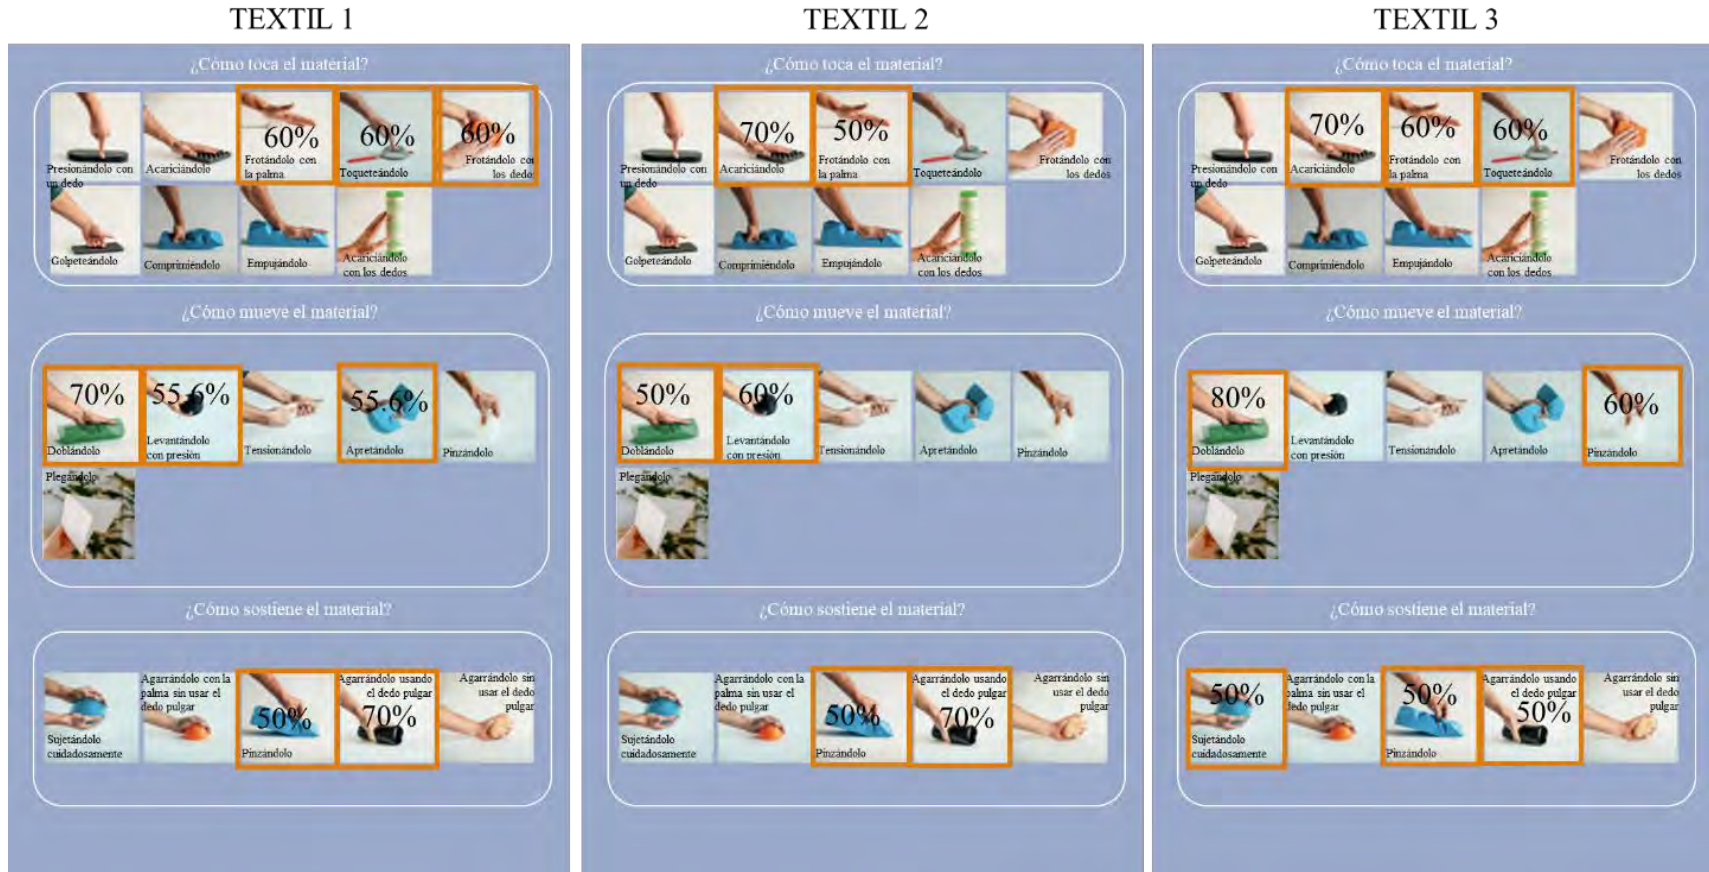 TEXTIL 1
¿Cómo toca el material?
60%
60%
60%
Presionándolo con
un dedo
Acariciándolo
Frotándolo con
la palma
Toqueteándolo
Frotándolo con
los dedos
Golpeteándolo
Comprimiéndolo
Empujándolo
Acariciándolo
con los dedos
¿Cómo mueve el material?
70%
55.6%
55.6%
Doblándolo
Levantándolo
con presión
Tensionándolo
Apretándolo
Pinzándolo
Plegándolo
¿Cómo sostiene el material?
Sujetándolo
cuidadosamente
Agarrándolo con la
palma sin usar el
dedo pulgar
50%
Pinzándolo
Agarrándolo usando
el dedo pulgar
70%
Agarrándolo sin
usar el dedo
pulgar
TEXTIL 2
¿Cómo toca el material?
70%
50%
Presionándolo con
un dedo
Acariciándolo
Frotándolo con
la palma
Toqueteándolo
Frotándolo con
los dedos
Golpeteándolo
Comprimiéndolo
Empujándolo
Acariciándolo
con los dedos
¿Cómo mueve el material?
50%
60%
Doblándolo
Levantándolo
con presión
Tensionándolo
Apretándolo
Pinzándolo
Plegándolo
¿Cómo sostiene el material?
Sujetándolo
cuidadosamente
Agarrándolo con la
palma sin usar el
dedo pulgar
50%
Pinzándolo
Agarrándolo usando
el dedo pulgar
70%
Agarrándolo sin
usar el dedo
pulgar
TEXTIL 3
¿Cómo toca el material?
70%
60%
60%
Presionándolo con
un dedo
Acariciándolo
Frotándolo con
la palma
Toqueteándolo
Frotándolo con
los dedos
Golpeteándolo
Comprimiéndolo
Empujándolo
Acariciándolo
con los dedos
¿Cómo mueve el material?
80%
60%
Doblándolo
Levantándolo
con presión
Tensionándolo
Apretándolo
Pinzándolo
Plegándolo
¿Cómo sostiene el material?
50%
Sujetándolo
cuidadosamente
Agarrándolo con la
palma sin usar el
dedo pulgar
50%
Pinzándolo
Agarrándolo usando
el dedo pulgar
50%
Agarrándolo sin
usar el dedo
pulgar